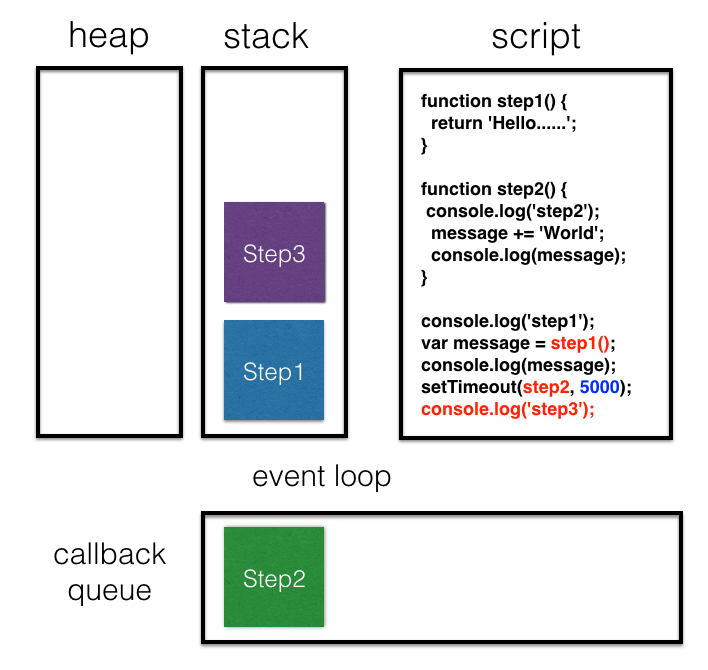 heap
stack
script
function step1() {
return 'Hello......';
}
function step2() {
console.log('step2');
message += 'World';
console.log(message);
}
console.log('step1');
var message = step1();
console.log(message);
setTimeout(step2, 5000);
console.log('step3');
Step3
Step1
event loop
callback
queue
Step2